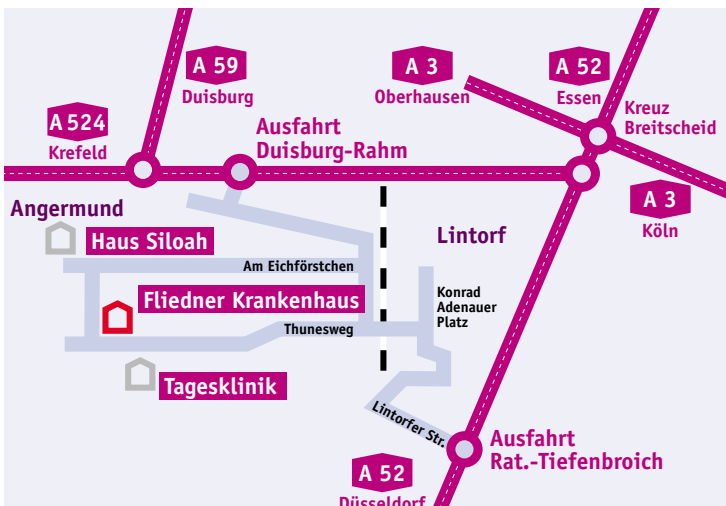 A 59
Duisburg
A 3
Oberhausen
A 52
Essen
Kreuz
Breitscheid
A 524
Krefeld
Ausfahrt
Duisburg-Rahm
A 3
Köln
Angermund
Haus Siloah
Lintorf
Am Eichförstchen
Fliedner Krankenhaus
Konrad
Adenauer
Platz
Thunesweg
Tagesklinik
Lintorfer Str.
Ausfahrt
Rat.-Tiefenbroich
A 52
Düsseldorf